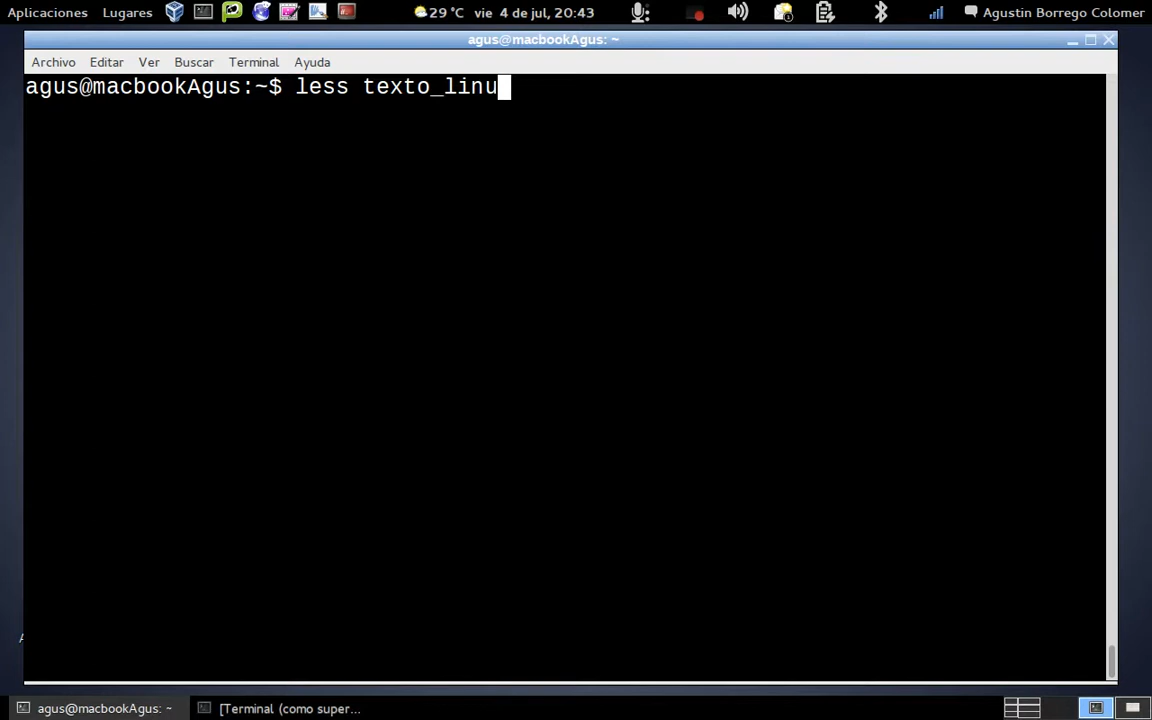 Aplicaciones Lugares 29 °C vie 4 de jul, 20:43 Agustin Borrego Colomer
agus@macbookAgus: ~
Archivo Editar Ver Buscar Terminal Ayuda
agus@macbookAgus:~$ less texto_linu
agus@macbookAgus: ~ [Terminal (como super...